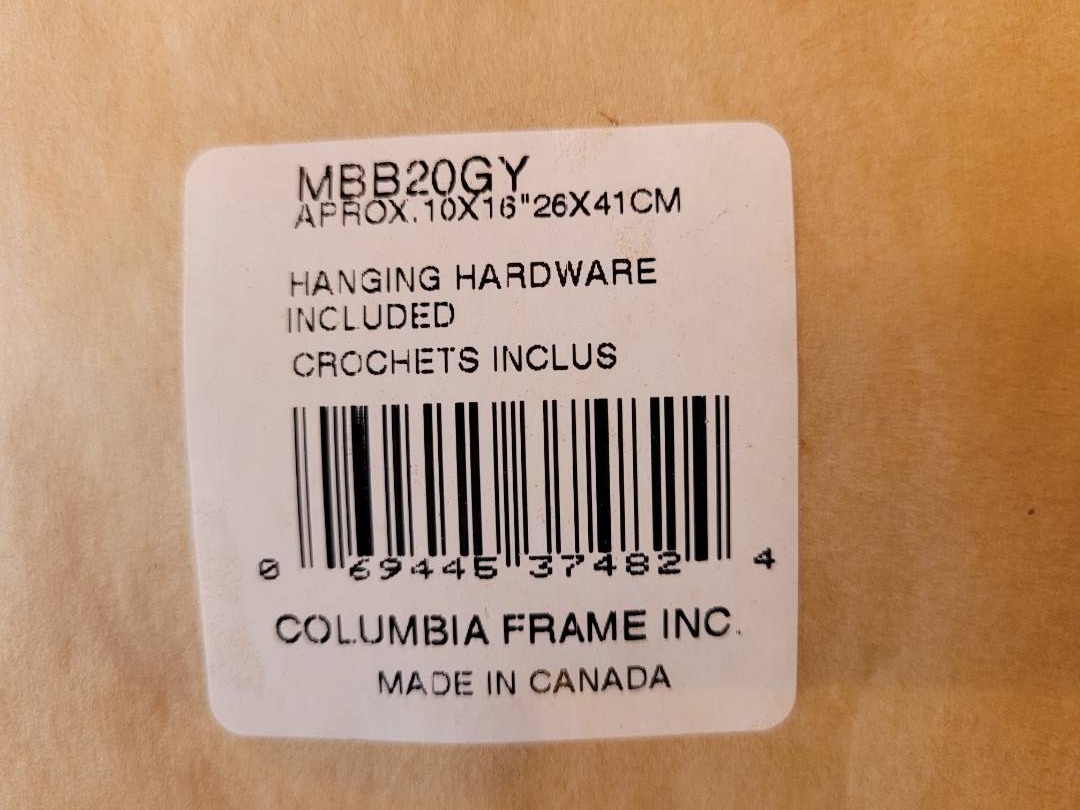 MBB20GY
APROX.10X16"26X41CM
HANGING HARDWARE
INCLUDED
CROCHETS INCLUS
0 69445 37482 4
COLUMBIA FRAME INC.
MADE IN CANADA